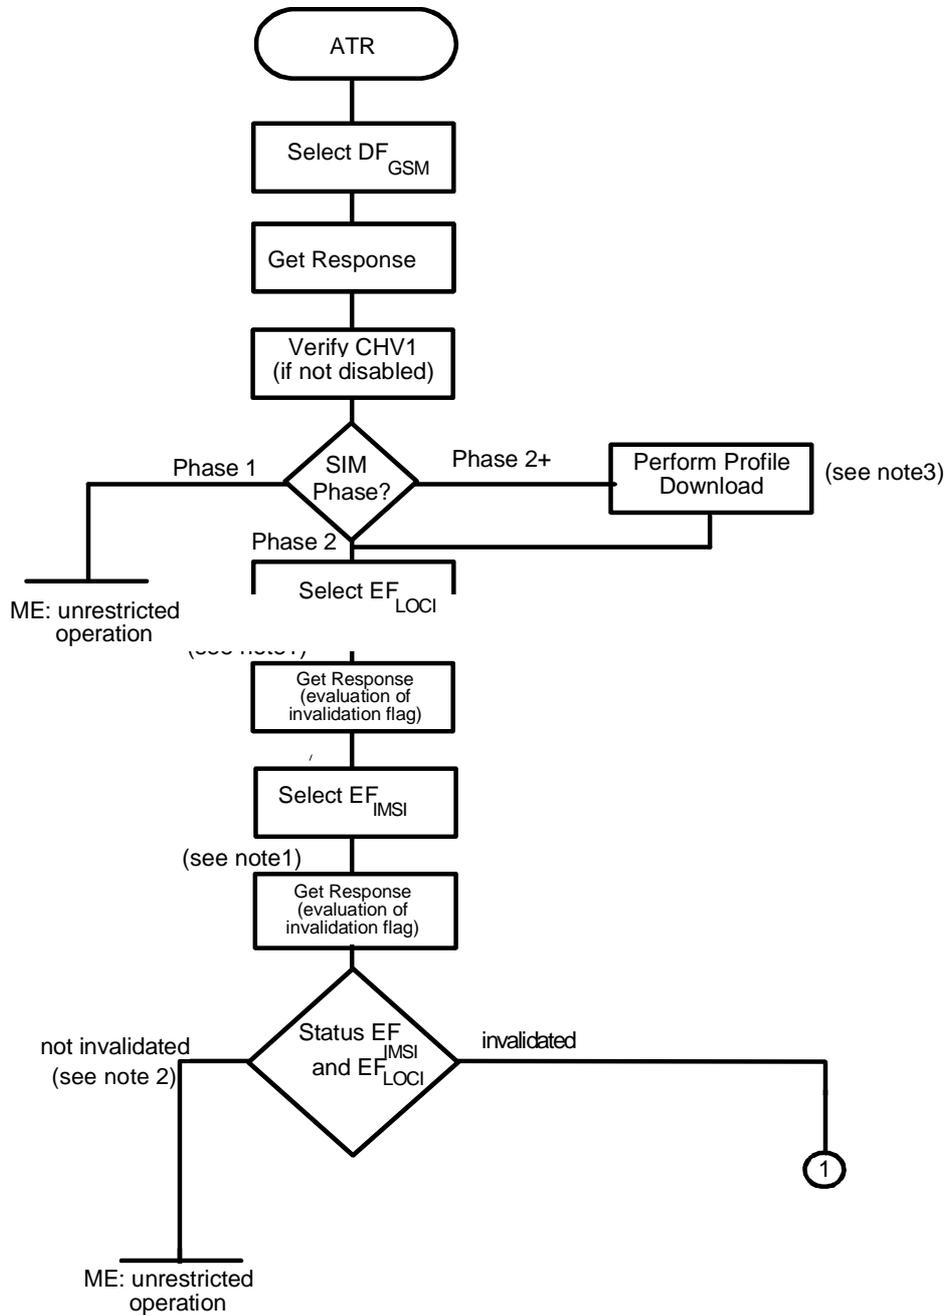 ATR
Select DF GSM
Get Response
Verify CHV1
(if not disabled)
Phase 1
SIM
Phase?
Phase 2+
Perform Profile
Download
(see note3)
Phase 2
Select EF LOCI
ME: unrestricted
operation
Get Response
(evaluation of
invalidation flag)
Select EF IMSI
(see note1)
Get Response
(evaluation of
invalidation flag)
not invalidated
(see note 2)
Status EF IMSI
and EF LOCI
invalidated
1
ME: unrestricted
operation